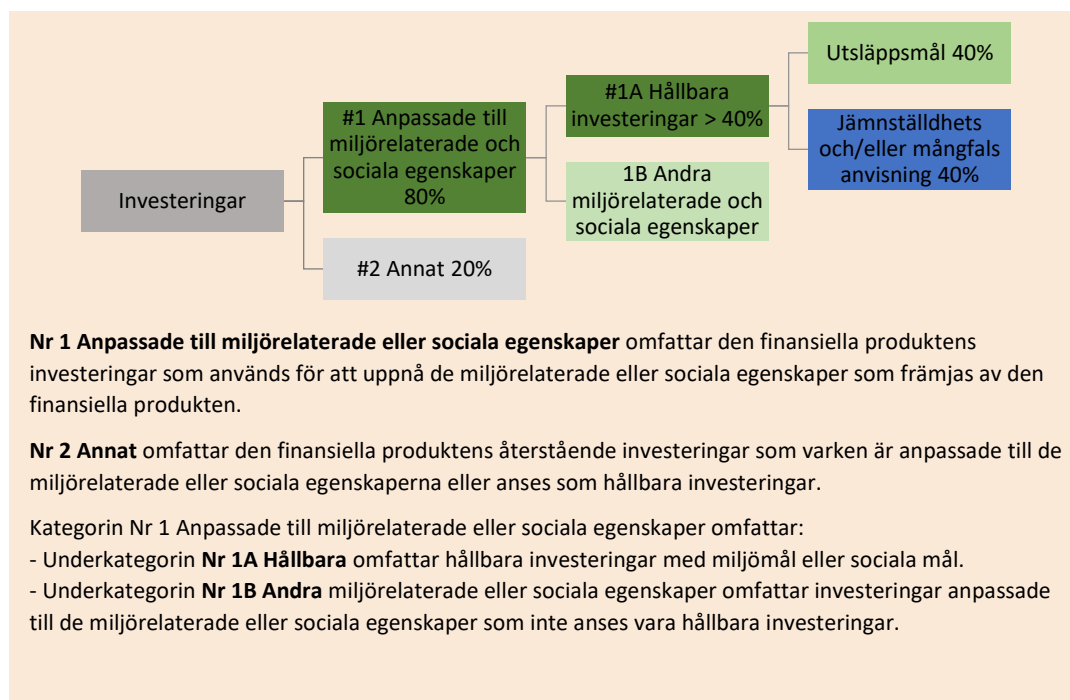 Investeringar
#1 Anpassade till
miljörelaterade och
sociala egenskaper
80%
#2 Annat 20%
#1A Hållbara
investeringar > 40%
1B Andra
miljörelaterade och
sociala egenskaper
Utsläppsmål 40%
Jämnställdhets
och/eller mångfals
anvisning 40%
Nr 1 Anpassade till miljörelaterade eller sociala egenskaper omfattar den finansiella produktens
investeringar som används för att uppnå de miljörelaterade eller sociala egenskaper som främjas av den
finansiella produkten.
Nr 2 Annat omfattar den finansiella produktens återstående investeringar som varken är anpassade till de
miljörelaterade eller sociala egenskaperna eller anses som hållbara investeringar.
Kategorin Nr 1 Anpassade till miljörelaterade eller sociala egenskaper omfattar:
- Underkategorin Nr 1A Hållbara omfattar hållbara investeringar med miljömål eller sociala mål.
- Underkategorin Nr 1B Andra miljörelaterade eller sociala egenskaper omfattar investeringar anpassade
till de miljörelaterade eller sociala egenskaper som inte anses vara hållbara investeringar.